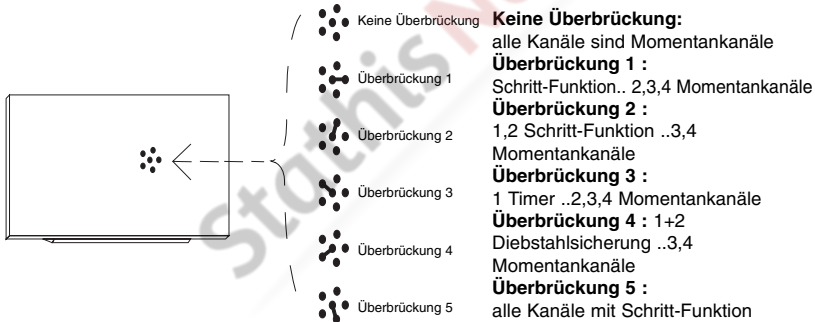 Keine Überbrückung
Überbrückung 1
Überbrückung 2
Überbrückung 3
Überbrückung 4
Überbrückung 5
Keine Überbrückung:
alle Kanäle sind Momentankanäle
Überbrückung 1 :
Schritt-Funktion.. 2,3,4 Momentankanäle
Überbrückung 2 :
1,2 Schritt-Funktion ..3,4
Momentankanäle
Überbrückung 3 :
1 Timer ..2,3,4 Momentankanäle
Überbrückung 4 : 1+2
Diebstahlsicherung ..3,4
Momentankanäle
Überbrückung 5 :
alle Kanäle mit Schritt-Funktion